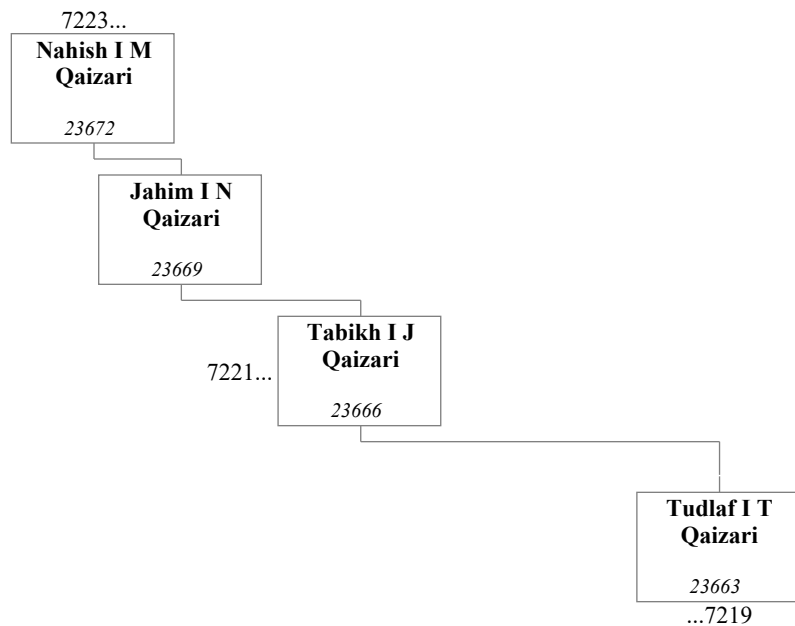 7223...
Nahish I M
Qaizari
23672
Jahim I N
Qaizari
23669
Tabikh I J
Qaizari
7221...
23666
Tudlaf I T
Qaizari
23663
...7219